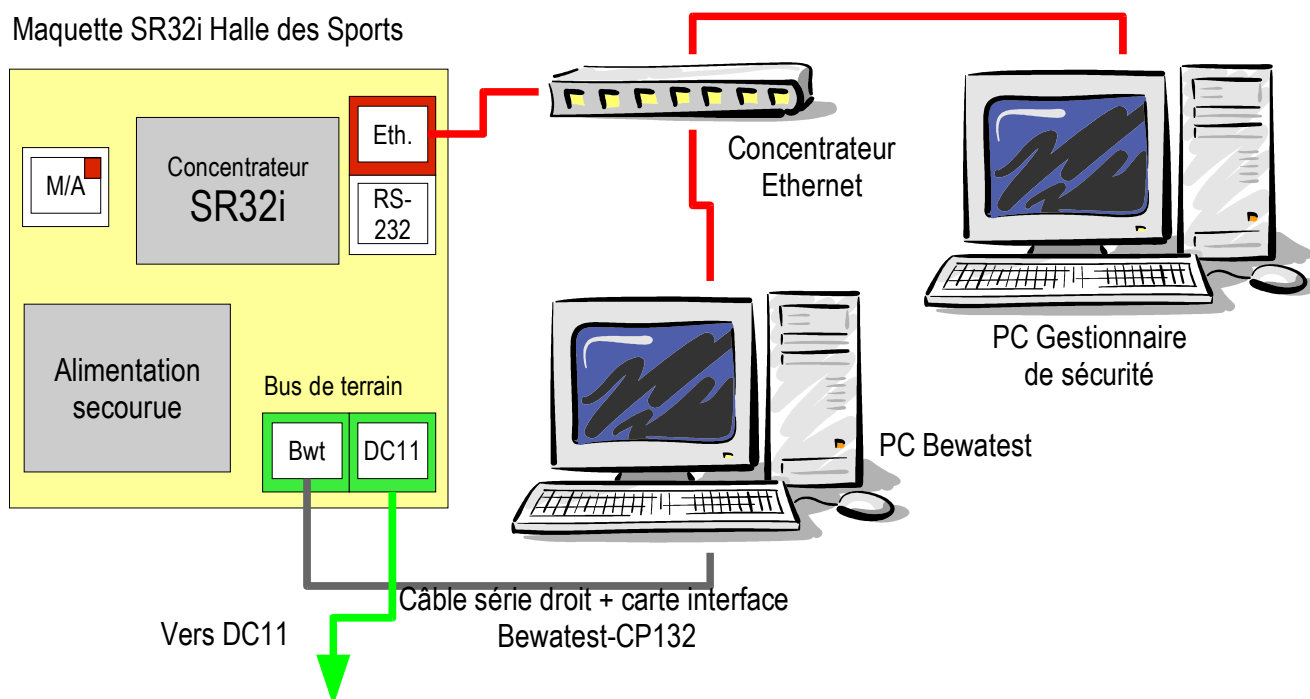 Maquette SR32i Halle des Sports
Eth.
Concentrateur
SR32i
M/A
RS-
232
Concentrateur
Ethernet
PC Gestionnaire
de sécurité
Alimentation
secourue
Bus de terrain
Bwt
DC11
PC Bewatest
Câble série droit + carte interface
Bewatest-CP132
Vers DC11